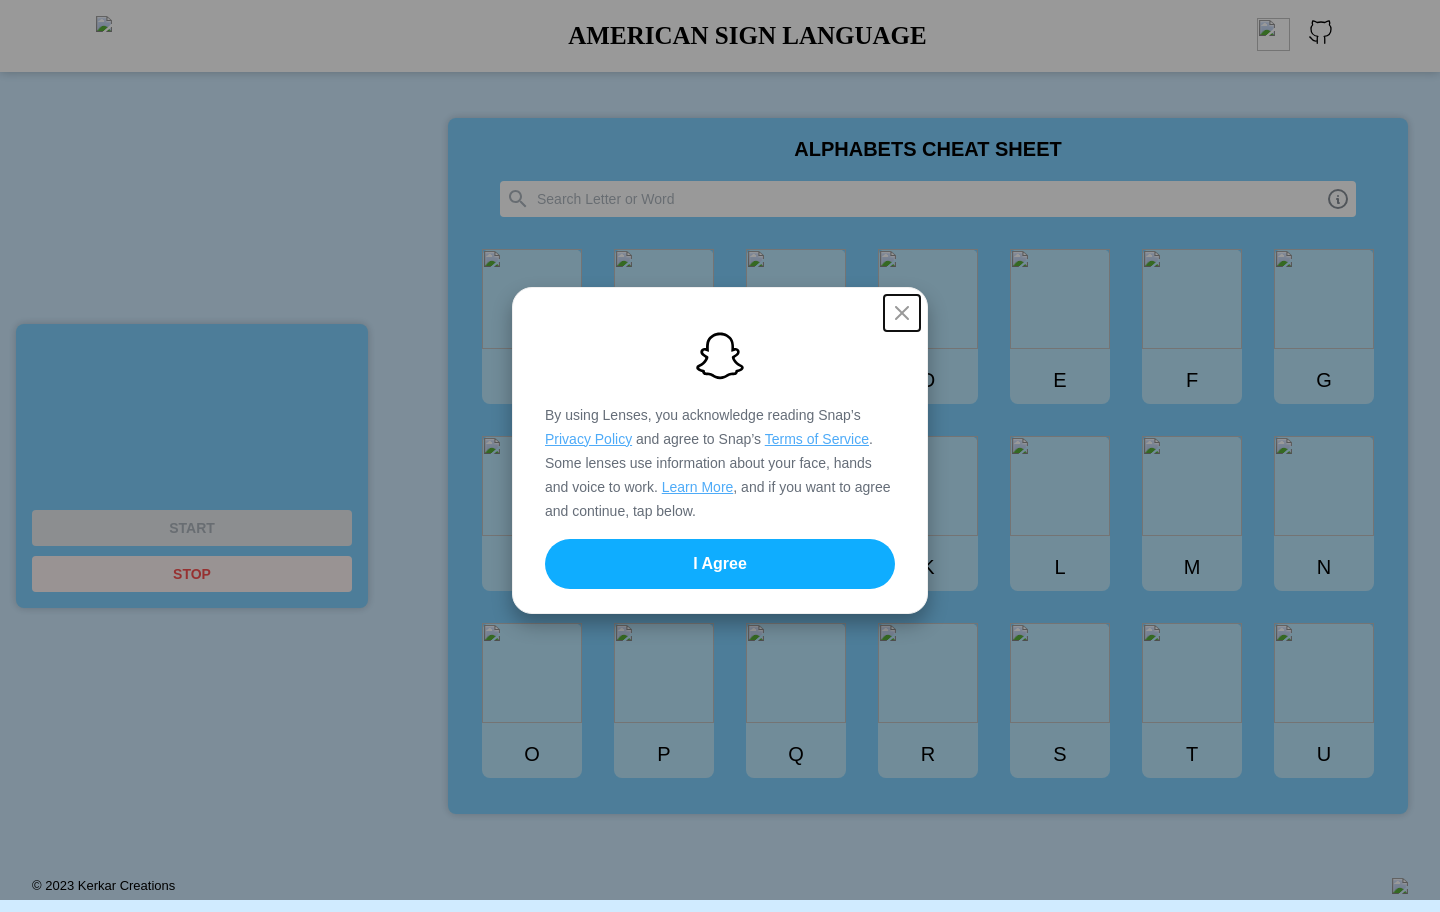 AMERICAN SIGN LANGUAGE
ALPHABETS CHEAT SHEET
Search Letter or Word
E
F
G
START
STOP
By using Lenses, you acknowledge reading Snap’s
Privacy Policy and agree to Snap’s Terms of Service.
Some lenses use information about your face, hands
and voice to work. Learn More, and if you want to agree
and continue, tap below.
I Agree
L
M
N
O
P
Q
R
S
T
U
© 2023 Kerkar Creations